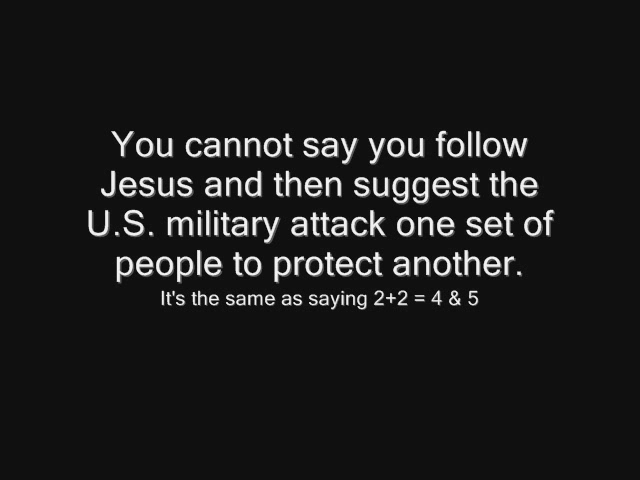 You cannot say you follow
Jesus and then suggest the
U.S. military attack one set of
people to protect another.
It's the same as saying 2+2 = 4 & 5